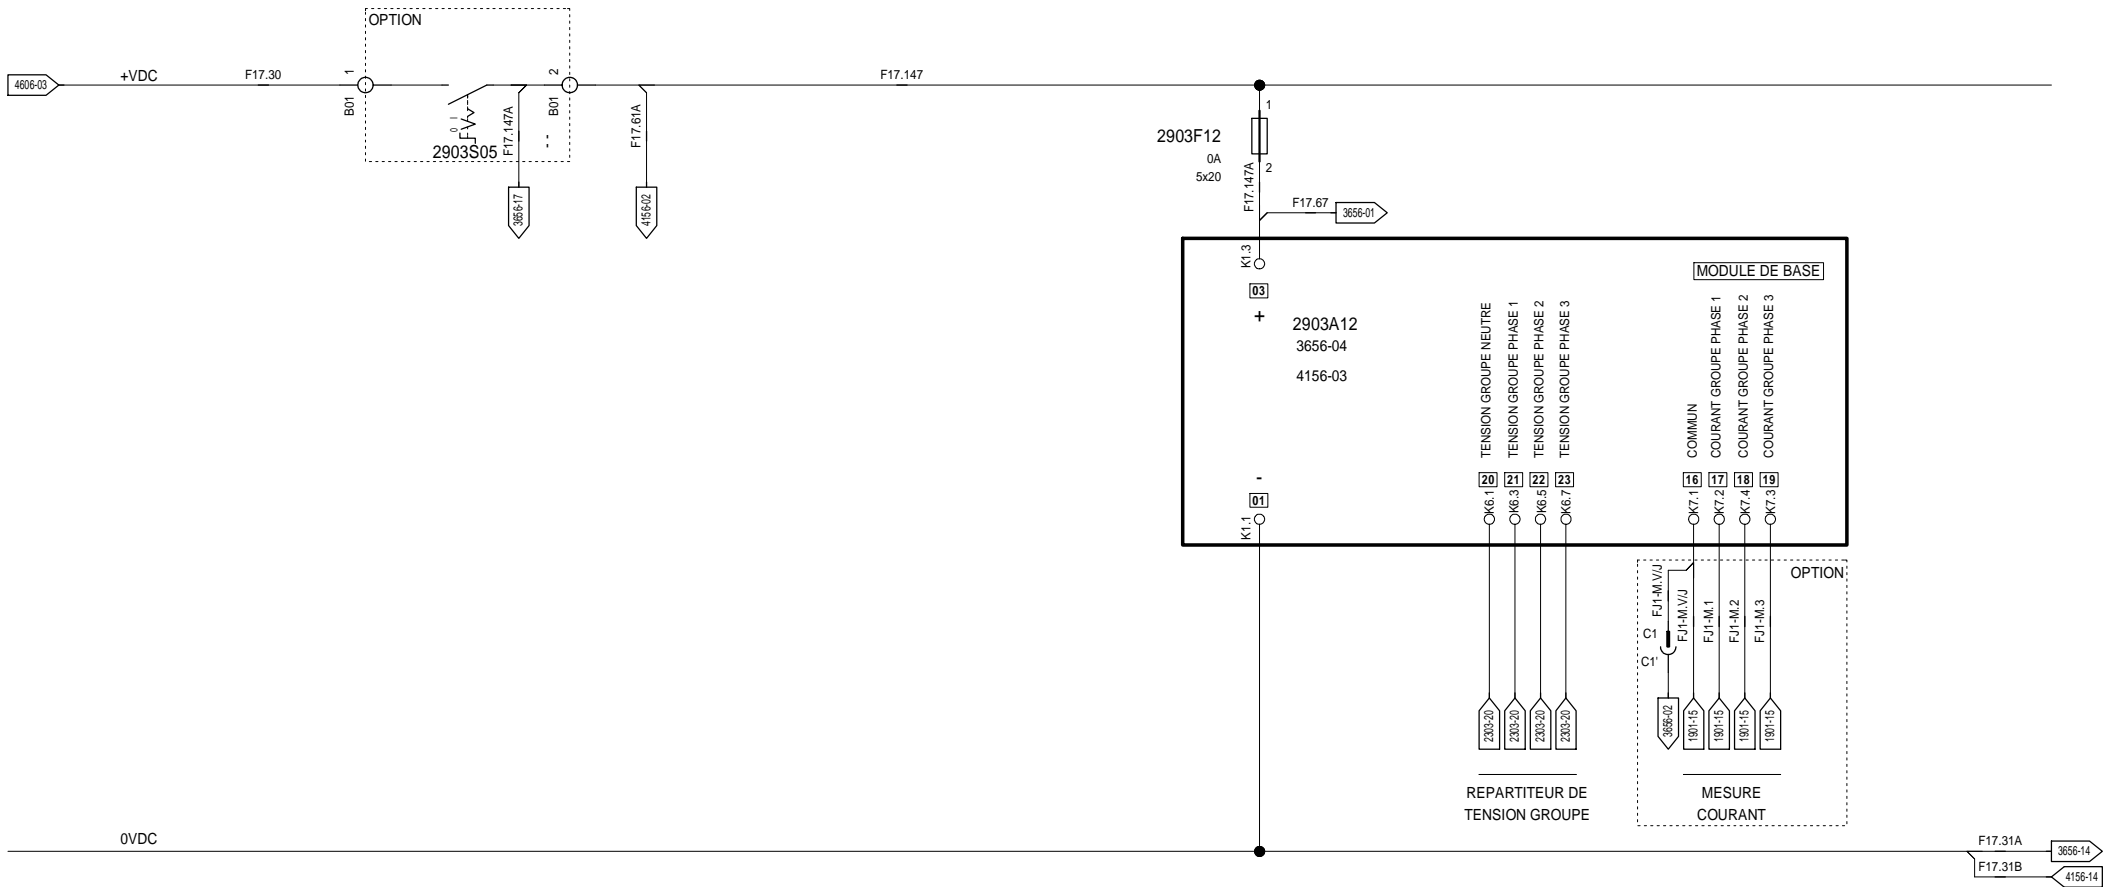 OPTION
4606-03
+VDC
F17.30
1
B01
0 I
2903S05
F17.147A
2
B01
- -
3656-17
F17.61A
4156-02
F17.147
1
2903F12
0A
5x20
2
F17.147A
F17.67
3656-01
K1.3
03
+
2903A12
3656-04
4156-03
MODULE DE BASE
TENSION GROUPE NEUTRE
TENSION GROUPE PHASE 1
TENSION GROUPE PHASE 2
TENSION GROUPE PHASE 3
COMMUN
COURANT GROUPE PHASE 1
COURANT GROUPE PHASE 2
COURANT GROUPE PHASE 3
-
01
K1.1
20
21
22
23
16
17
18
19
K6.1
K6.3
K6.5
K6.7
K7.1
K7.2
K7.4
K7.3
OPTION
FJ1-M.V/J
FJ1-M.V/J
FJ1-M.1
FJ1-M.2
FJ1-M.3
C1
C1'
2303-20
2303-20
2303-20
2303-20
3656-02
1901-15
1901-15
1901-15
1901-15
REPARTITEUR DE
TENSION GROUPE
MESURE
COURANT
0VDC
F17.31A
3656-14
F17.31B
4156-14